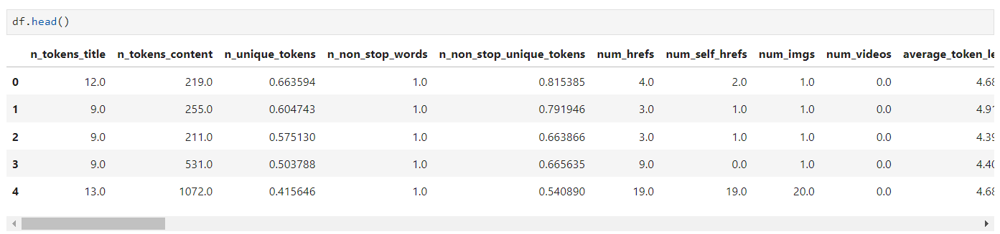 df.head()
n_tokens_title n_tokens_content n_unique_tokens n_non_stop_words n_non_stop_unique_tokens num_hrefs num_self_hrefs num_imgs num_videos average_token_le
0 12.0 219.0 0.663594 1.0 0.815385 4.0 2.0 1.0 0.0 4.68
1 9.0 255.0 0.604743 1.0 0.791946 3.0 1.0 1.0 0.0 4.91
2 9.0 211.0 0.575130 1.0 0.663866 3.0 1.0 1.0 0.0 4.39
3 9.0 531.0 0.503788 1.0 0.665635 9.0 0.0 1.0 0.0 4.40
4 13.0 1072.0 0.415646 1.0 0.540890 19.0 19.0 20.0 0.0 4.68